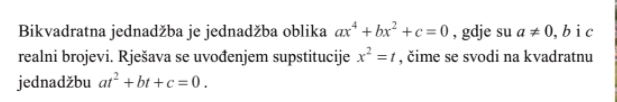 Bikvadratna jednadžba je jednadžba oblika ax⁴ + bx² + c = 0, gdje su a ≠ 0, b i c
realni brojevi. Rješava se uvođenjem supstitucije x² = t, čime se svodi na kvadratnu
jednadžbu at² + bt + c = 0.